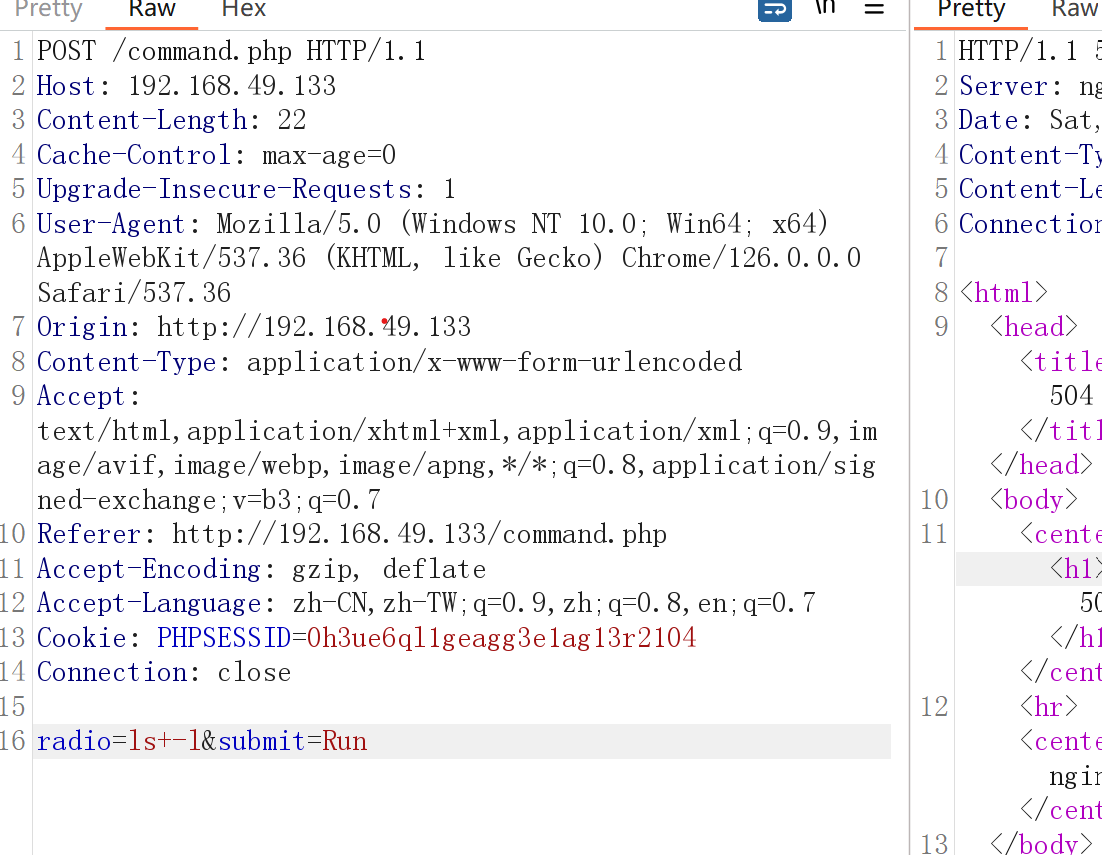 Pretty Raw Hex \n
1 POST /command.php HTTP/1.1
2 Host: 192.168.49.133
3 Content-Length: 22
4 Cache-Control: max-age=0
5 Upgrade-Insecure-Requests: 1
6 User-Agent: Mozilla/5.0 (Windows NT 10.0; Win64; x64)
AppleWebKit/537.36 (KHTML, like Gecko) Chrome/126.0.0.0
Safari/537.36
7 Origin: http://192.168.49.133
8 Content-Type: application/x-www-form-urlencoded
9 Accept:
text/html,application/xhtml+xml,application/xml;q=0.9,im
age/avif,image/webp,image/apng,*/*;q=0.8,application/sig
ned-exchange;v=b3;q=0.7
10 Referer: http://192.168.49.133/command.php
11 Accept-Encoding: gzip, deflate
12 Accept-Language: zh-CN,zh-TW;q=0.9,zh;q=0.8,en;q=0.7
13 Cookie: PHPSESSID=0h3ue6ql1geagg3e1ag13r2104
14 Connection: close
15
16 radio=ls+-l&submit=Run
Pretty Raw
1 HTTP/1.1 5
2 Server: ng
3 Date: Sat,
4 Content-Ty
5 Content-Le
6 Connection
7
8 <html>
9 <head>
<title
504
</titl
</head>
10 <body>
11 <cente
<h1>
50
</h1
</cent
12 <hr>
<cente
ngin
</cent
13 </body>